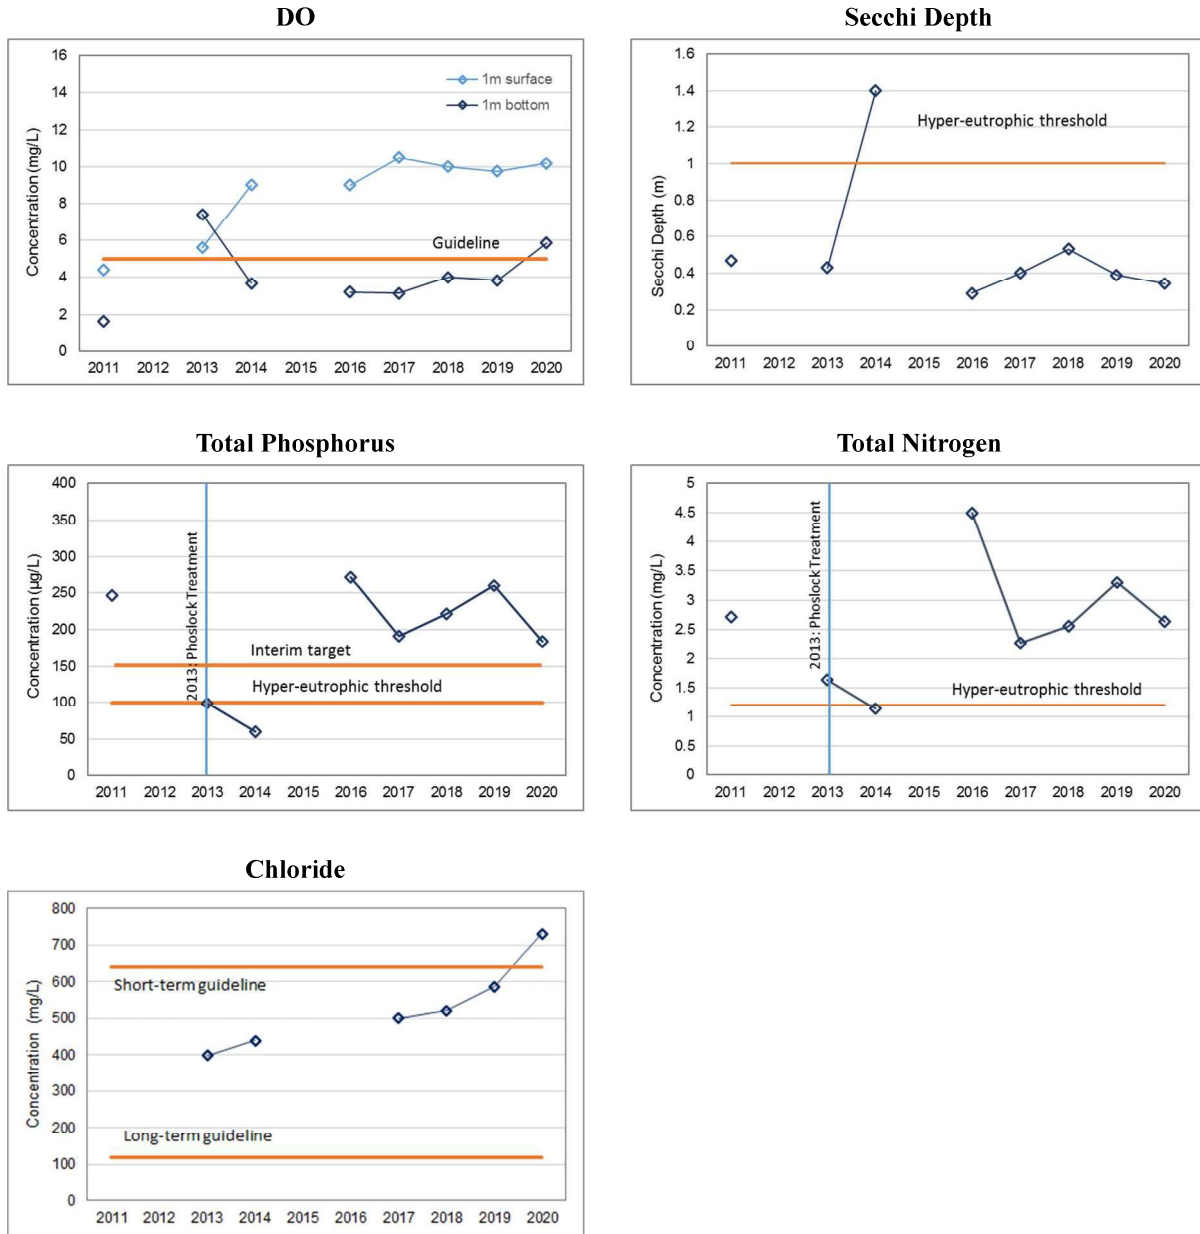 DO
16
14
12
10
8
6
4
2
0
Concentration (mg/L)
1m surface
1m bottom
Guideline
2011 2012 2013 2014 2015 2016 2017 2018 2019 2020
Secchi Depth
1.6
1.4
1.2
1
0.8
0.6
0.4
0.2
0
Secchi Depth (m)
Hyper-eutrophic threshold
2011 2012 2013 2014 2015 2016 2017 2018 2019 2020
Total Phosphorus
400
350
300
250
200
150
100
50
0
Concentration (µg/L)
2013: Phoslock Treatment
Interim target
Hyper-eutrophic threshold
2011 2012 2013 2014 2015 2016 2017 2018 2019 2020
Total Nitrogen
5
4.5
4
3.5
3
2.5
2
1.5
1
0.5
0
Concentration (mg/L)
2013: Phoslock Treatment
Hyper-eutrophic threshold
2011 2012 2013 2014 2015 2016 2017 2018 2019 2020
Chloride
800
700
600
500
400
300
200
100
0
Concentration (mg/L)
Short-term guideline
Long-term guideline
2011 2012 2013 2014 2015 2016 2017 2018 2019 2020